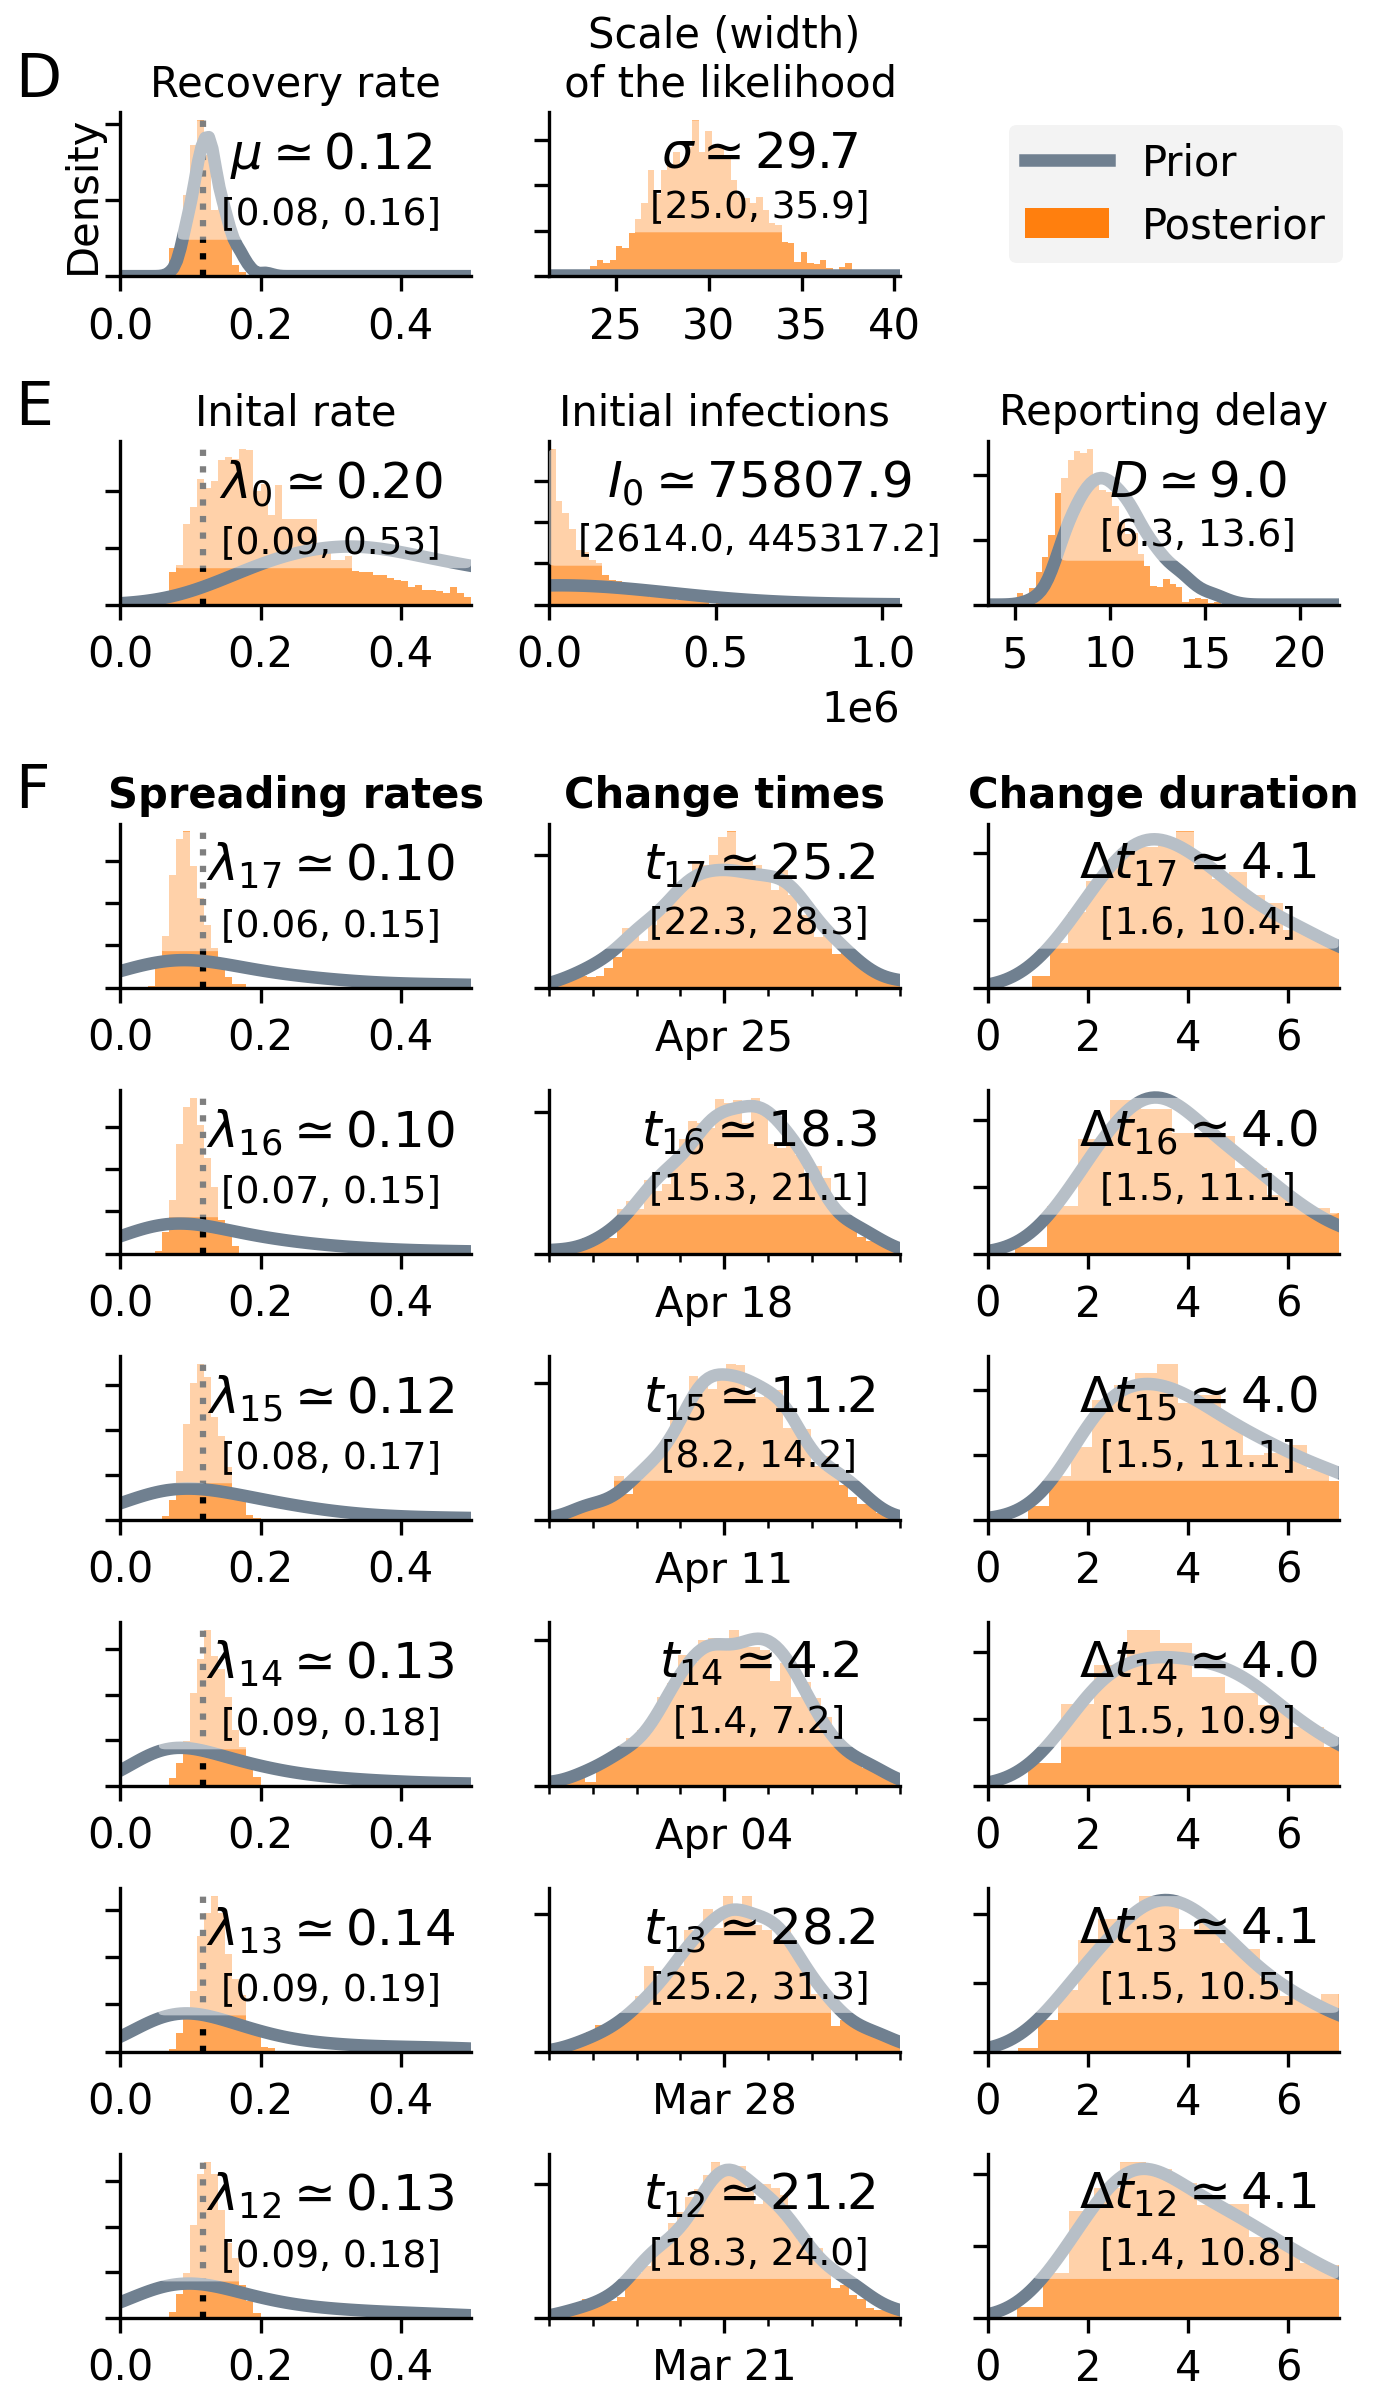 D
Recovery rate
Scale (width)
of the likelihood
Density
μ ≃ 0.12
[0.08, 0.16]
0.0 0.2 0.4
σ ≃ 29.7
[25.0, 35.9]
25 30 35 40
Prior
Posterior
E
Inital rate
λ0 ≃ 0.20
[0.09, 0.53]
0.0 0.2 0.4
Initial infections
I0 ≃ 75807.9
[2614.0, 445317.2]
0.0 0.5 1.0
1e6
Reporting delay
D ≃ 9.0
[6.3, 13.6]
5 10 15 20
F
Spreading rates
Change times
Change duration
λ17 ≃ 0.10
[0.06, 0.15]
0.0 0.2 0.4
t17 ≃ 25.2
[22.3, 28.3]
Apr 25
Δt17 ≃ 4.1
[1.6, 10.4]
0 2 4 6
λ16 ≃ 0.10
[0.07, 0.15]
0.0 0.2 0.4
t16 ≃ 18.3
[15.3, 21.1]
Apr 18
Δt16 ≃ 4.0
[1.5, 11.1]
0 2 4 6
λ15 ≃ 0.12
[0.08, 0.17]
0.0 0.2 0.4
t15 ≃ 11.2
[8.2, 14.2]
Apr 11
Δt15 ≃ 4.0
[1.5, 11.1]
0 2 4 6
λ14 ≃ 0.13
[0.09, 0.18]
0.0 0.2 0.4
t14 ≃ 4.2
[1.4, 7.2]
Apr 04
Δt14 ≃ 4.0
[1.5, 10.9]
0 2 4 6
λ13 ≃ 0.14
[0.09, 0.19]
0.0 0.2 0.4
t13 ≃ 28.2
[25.2, 31.3]
Mar 28
Δt13 ≃ 4.1
[1.5, 10.5]
0 2 4 6
λ12 ≃ 0.13
[0.09, 0.18]
0.0 0.2 0.4
t12 ≃ 21.2
[18.3, 24.0]
Mar 21
Δt12 ≃ 4.1
[1.4, 10.8]
0 2 4 6